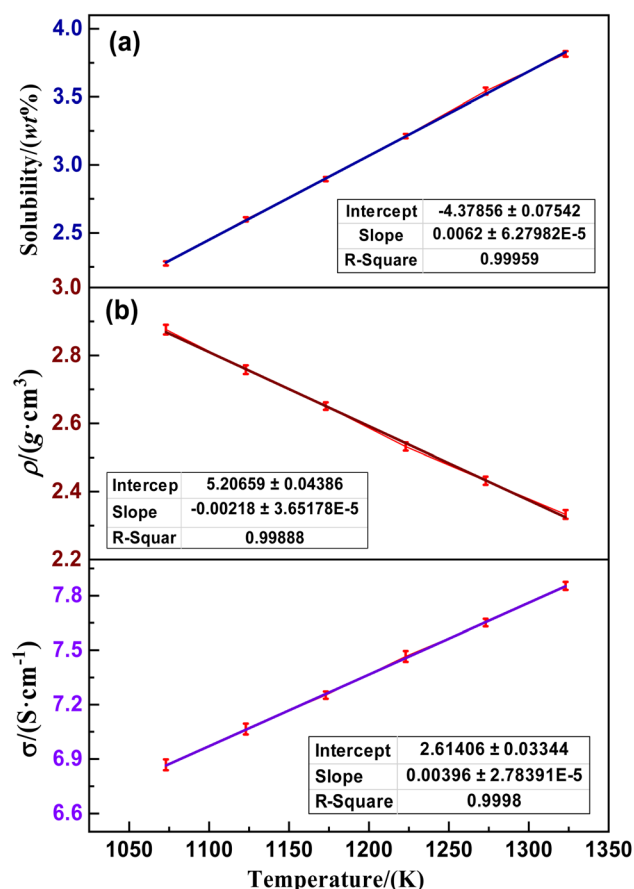 (a)
Solubility/(wt%)
4.0
3.5
3.0
2.5
3.0
Intercept -4.37856 ± 0.07542
Slope 0.0062 ± 6.27982E-5
R-Square 0.99959
(b)
ρ/(g·cm³)
2.8
2.6
2.4
2.2
Intercep 5.20659 ± 0.04386
Slope -0.00218 ± 3.65178E-5
R-Squar 0.99888
σ/(S·cm⁻¹)
7.8
7.5
7.2
6.9
6.6
Intercept 2.61406 ± 0.03344
Slope 0.00396 ± 2.78391E-5
R-Square 0.9998
1050 1100 1150 1200 1250 1300 1350
Temperature/(K)